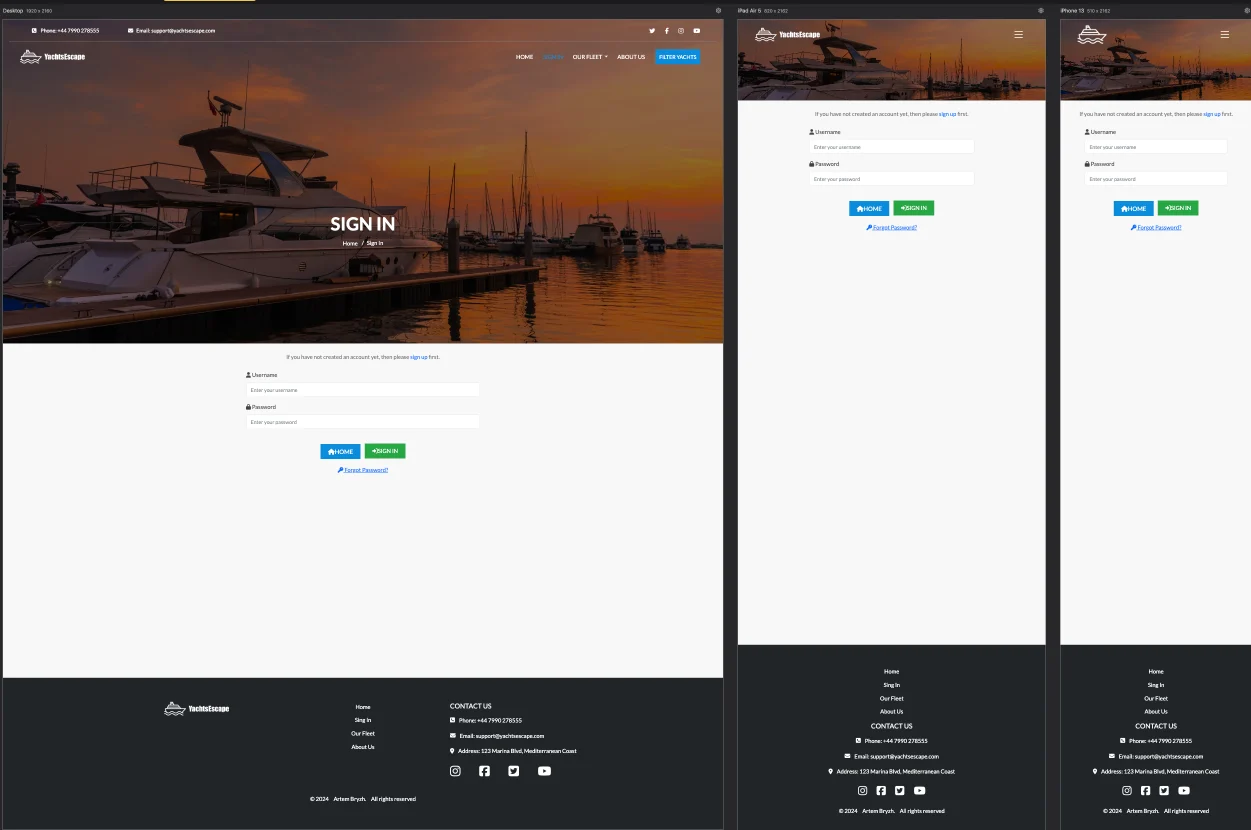 Desktop 1920 x 2160
Phone: +44 7990 278555 Email: support@yachtsescape.com
YachtsEscape HOME SIGN IN OUR FLEET ABOUT US FILTER YACHTS
SIGN IN
Home / Sign In
If you have not created an account yet, then please sign up first.
Username
Enter your username
Password
Enter your password
HOME SIGN IN
Forgot Password?
YachtsEscape
Home
Sing In
Our Fleet
About Us
CONTACT US
Phone: +44 7990 278555
Email: support@yachtsescape.com
Address: 123 Marina Blvd, Mediterranean Coast
© 2024 Artem Bryzh. All rights reserved
iPad Air 5 820 x 2162
YachtsEscape
If you have not created an account yet, then please sign up first.
Username
Enter your username
Password
Enter your password
HOME SIGN IN
Forgot Password?
Home
Sing In
Our Fleet
About Us
CONTACT US
Phone: +44 7990 278555
Email: support@yachtsescape.com
Address: 123 Marina Blvd, Mediterranean Coast
© 2024 Artem Bryzh. All rights reserved
iPhone 13 510 x 2162
If you have not created an account yet, then please sign up first.
Username
Enter your username
Password
Enter your password
HOME SIGN IN
Forgot Password?
Home
Sing In
Our Fleet
About Us
CONTACT US
Phone: +44 7990 278555
Email: support@yachtsescape.com
Address: 123 Marina Blvd, Mediterranean Coast
© 2024 Artem Bryzh. All rights reserved